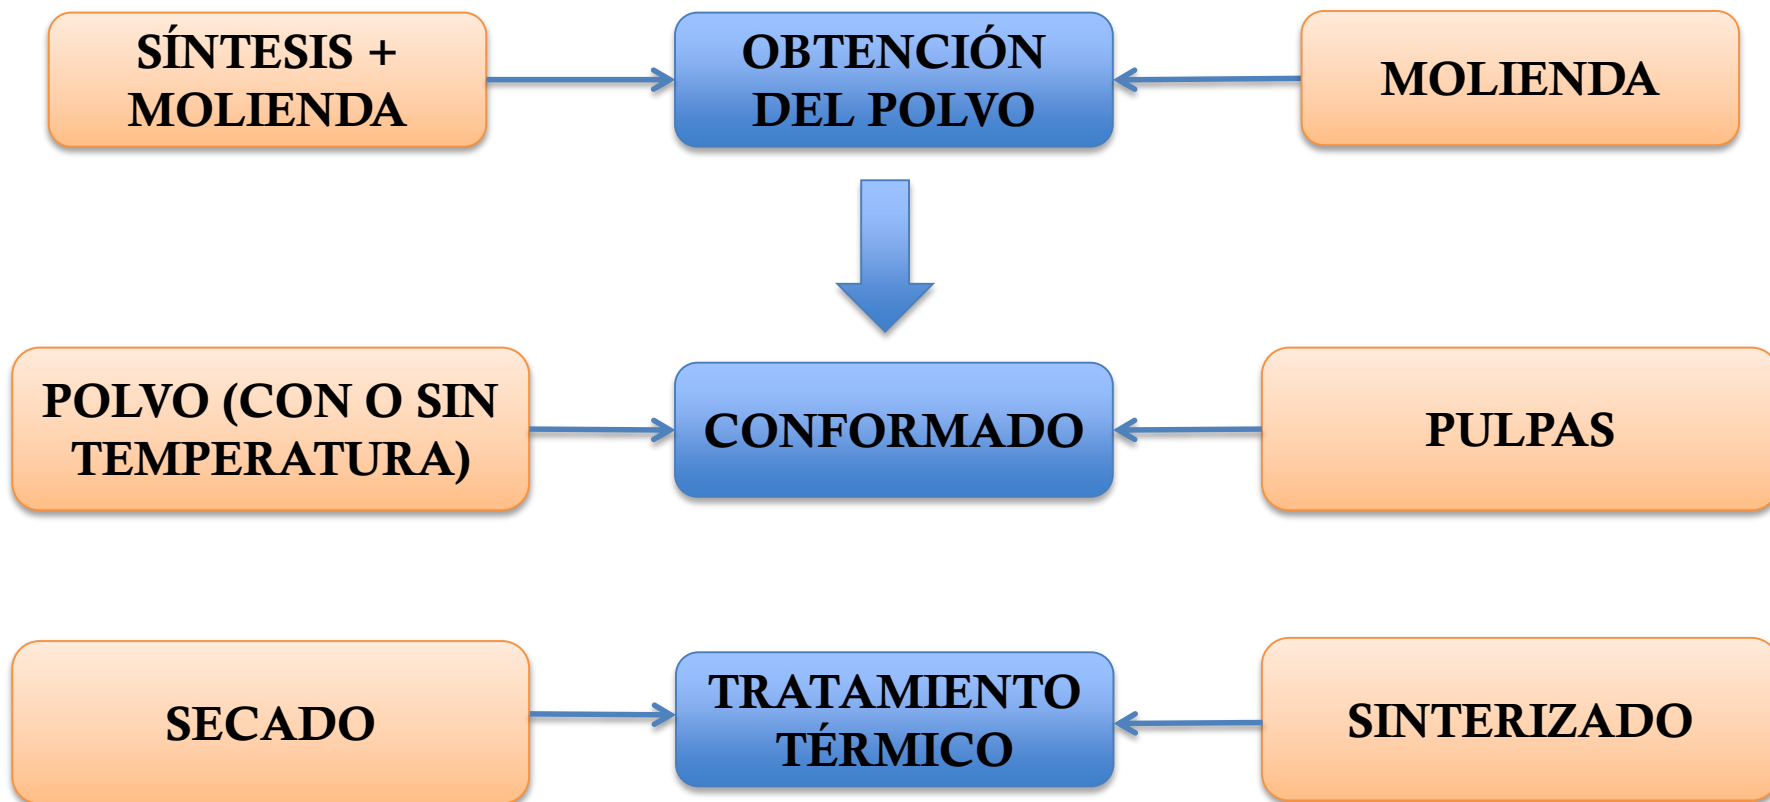 SÍNTESIS +
MOLIENDA
OBTENCIÓN
DEL POLVO
MOLIENDA
POLVO (CON O SIN
TEMPERATURA)
CONFORMADO
PULPAS
SECADO
TRATAMIENTO
TÉRMICO
SINTERIZADO